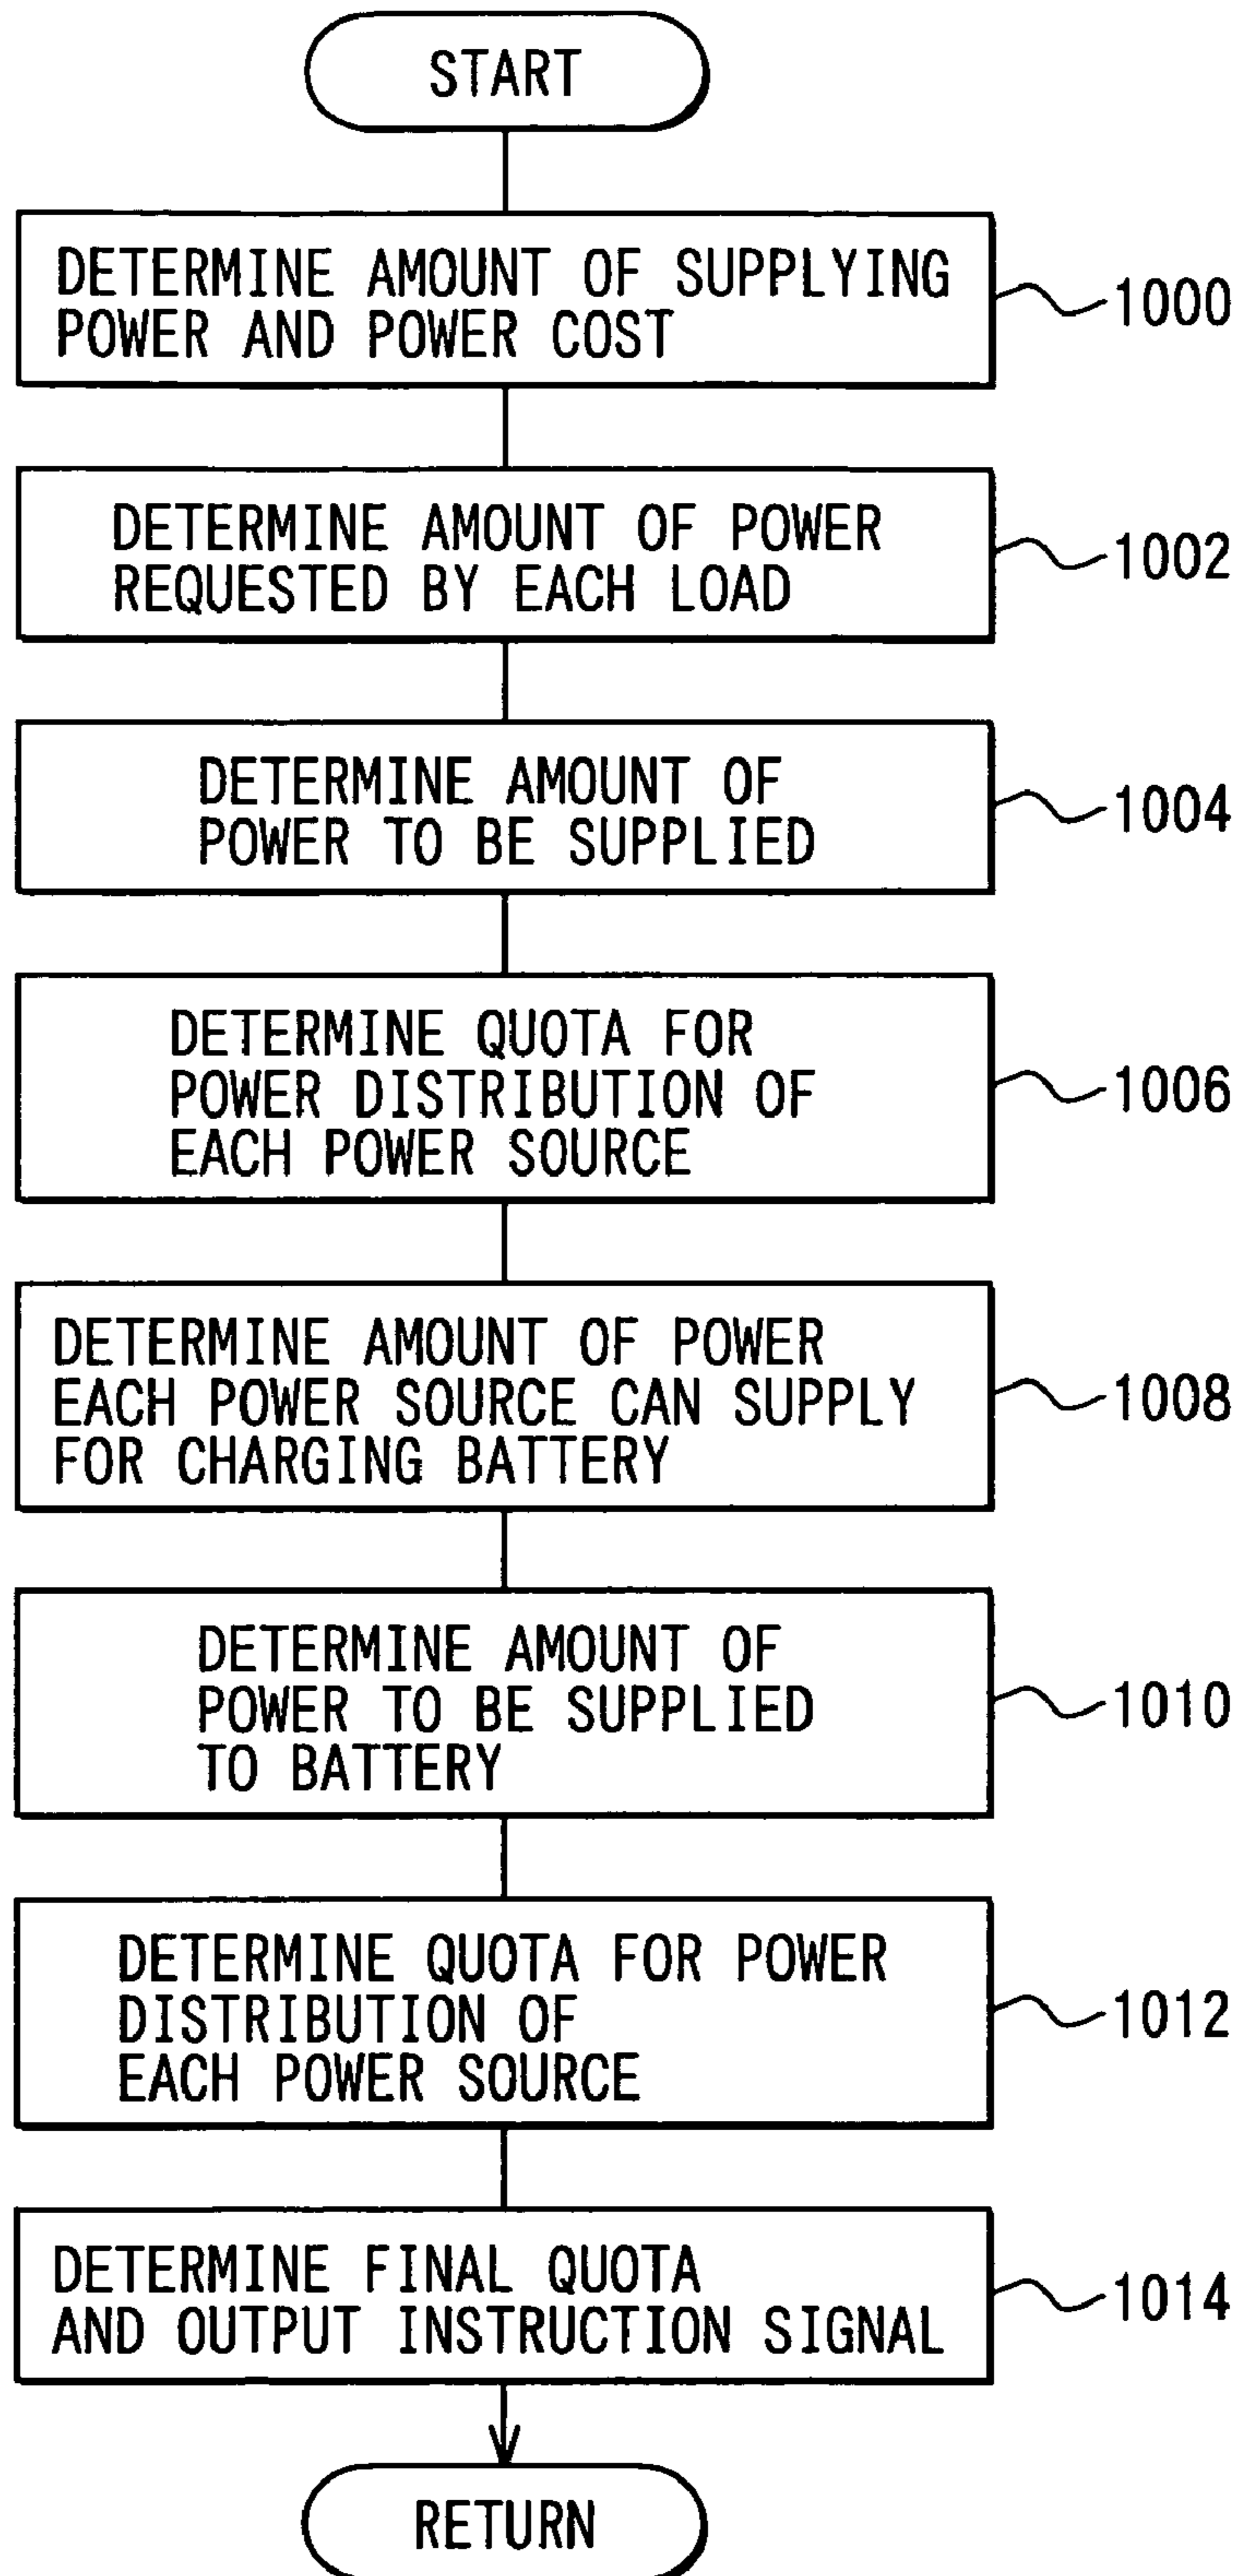 START
DETERMINE AMOUNT OF SUPPLYING
POWER AND POWER COST
1000
DETERMINE AMOUNT OF POWER
REQUESTED BY EACH LOAD
1002
DETERMINE AMOUNT OF
POWER TO BE SUPPLIED
1004
DETERMINE QUOTA FOR
POWER DISTRIBUTION OF
EACH POWER SOURCE
1006
DETERMINE AMOUNT OF POWER
EACH POWER SOURCE CAN SUPPLY
FOR CHARGING BATTERY
1008
DETERMINE AMOUNT OF
POWER TO BE SUPPLIED
TO BATTERY
1010
DETERMINE QUOTA FOR POWER
DISTRIBUTION OF
EACH POWER SOURCE
1012
DETERMINE FINAL QUOTA
AND OUTPUT INSTRUCTION SIGNAL
1014
RETURN